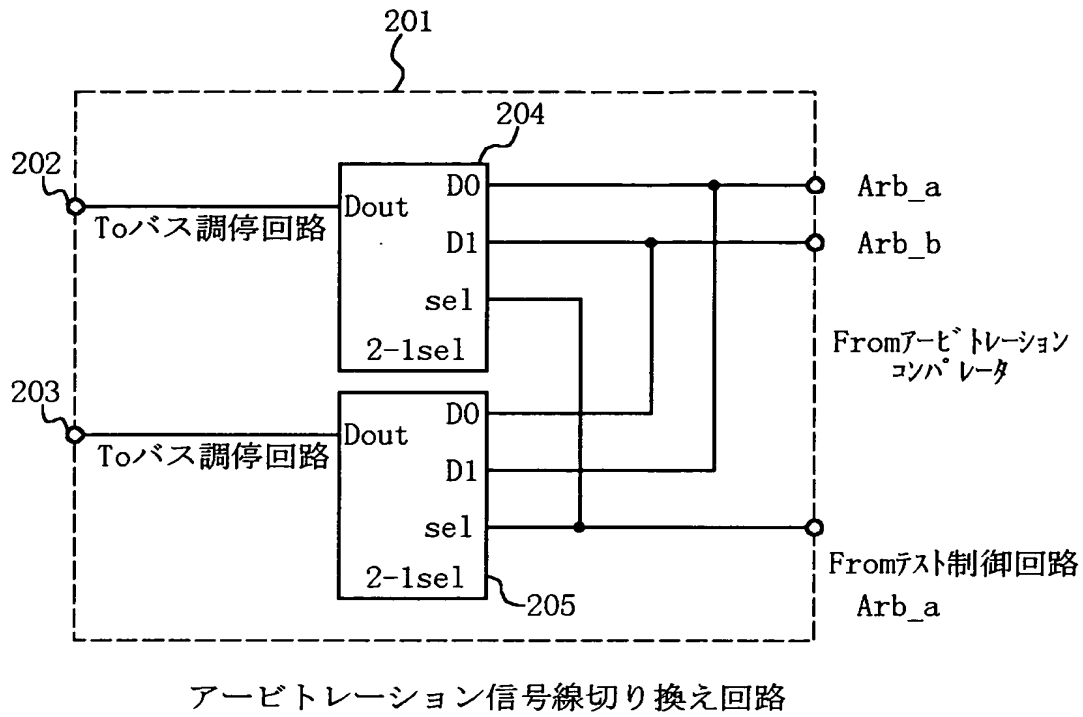 201
204
202
D0
Arb_a
Dout
Toバス調停回路
D1
Arb_b
sel
2-1sel
Fromアービトレーション
コンパレータ
203
D0
Dout
Toバス調停回路
D1
sel
2-1sel
205
Fromテスト制御回路
Arb_a
アービトレーション信号線切り換え回路